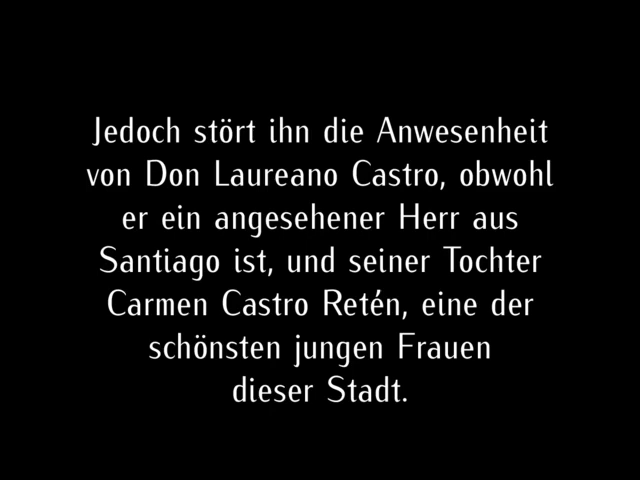 Jedoch stört ihn die Anwesenheit
von Don Laureano Castro, obwohl
er ein angesehener Herr aus
Santiago ist, und seiner Tochter
Carmen Castro Retén, eine der
schönsten jungen Frauen
dieser Stadt.